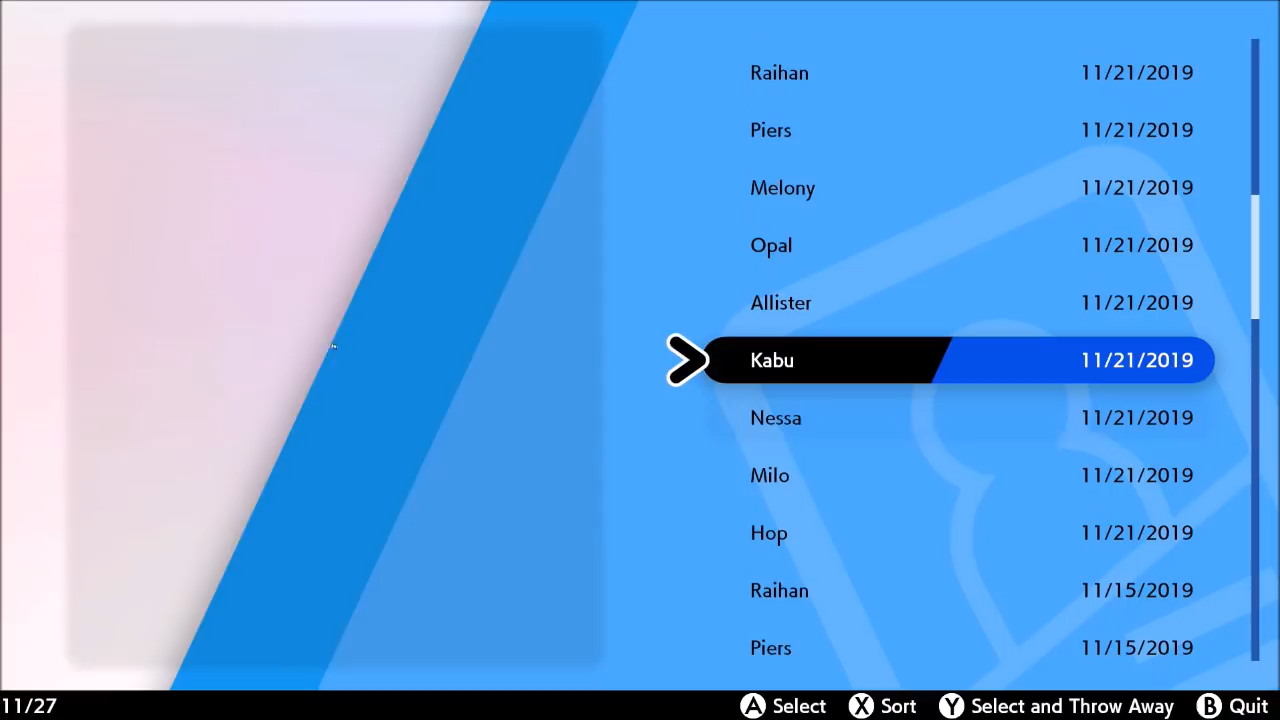 Raihan 11/21/2019
Piers 11/21/2019
Melony 11/21/2019
Opal 11/21/2019
Allister 11/21/2019
Kabu 11/21/2019
Nessa 11/21/2019
Milo 11/21/2019
Hop 11/21/2019
Raihan 11/15/2019
Piers 11/15/2019
11/27 A Select X Sort Y Select and Throw Away B Quit